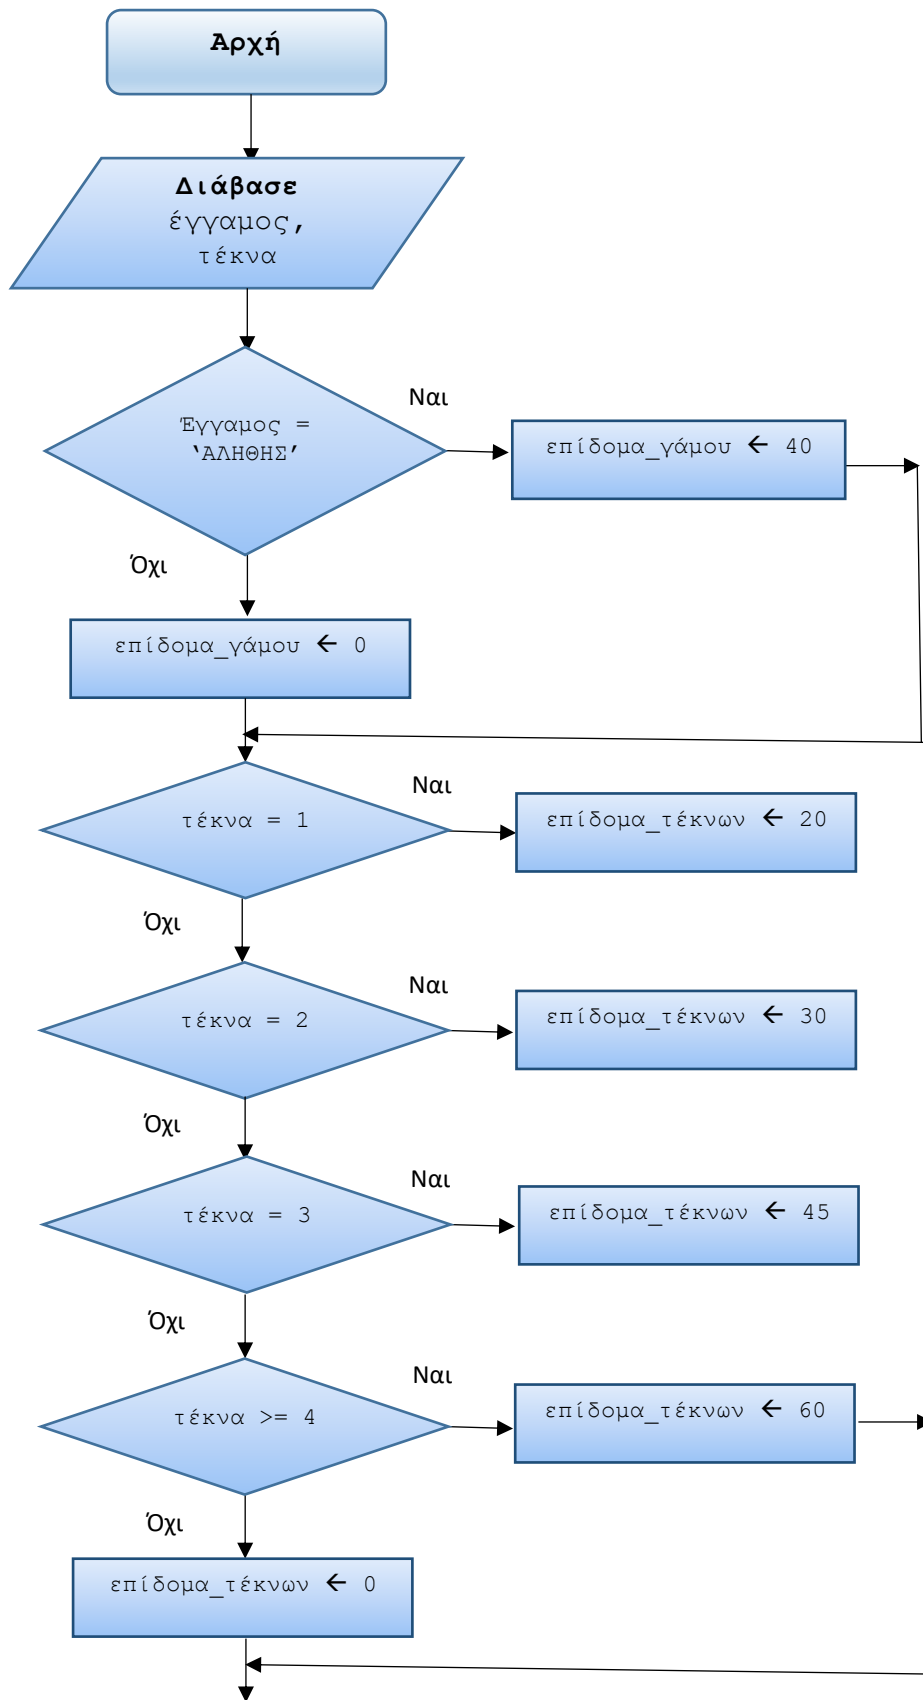 Αρχή
Διάβασε
έγγαμος,
τέκνα
Έγγαμος =
‘ΑΛΗΘΗΣ’
Ναι
επίδομα_γάμου 🡨 40
Όχι
επίδομα_γάμου 🡨 0
τέκνα = 1
Ναι
επίδομα_τέκνων 🡨 20
Όχι
τέκνα = 2
Ναι
επίδομα_τέκνων 🡨 30
Όχι
τέκνα = 3
Ναι
επίδομα_τέκνων 🡨 45
Όχι
τέκνα >= 4
Ναι
επίδομα_τέκνων 🡨 60
Όχι
επίδομα_τέκνων 🡨 0